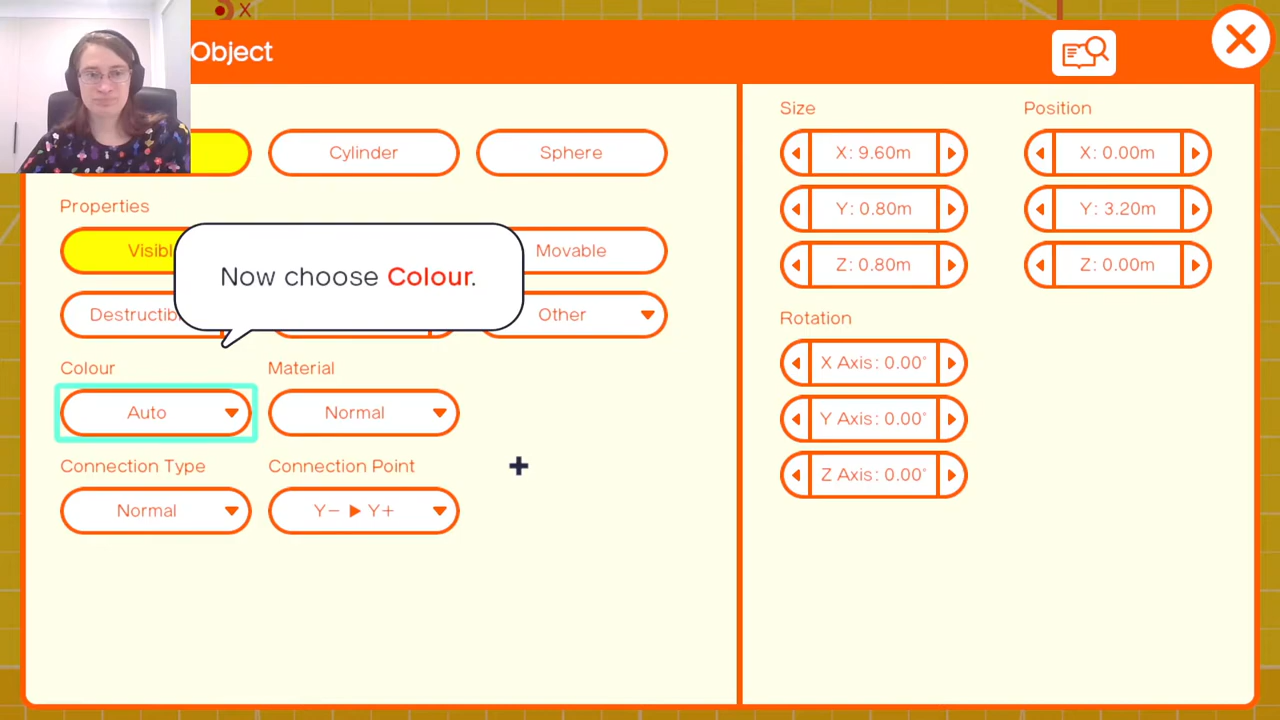 X
Object
Cylinder
Sphere
Properties
Movable
Now choose Colour.
Other
Colour
Material
Auto
Normal
Connection Type
Connection Point
Normal
Y− ▶ Y+
Size
X: 9.60m
Y: 0.80m
Z: 0.80m
Position
X: 0.00m
Y: 3.20m
Z: 0.00m
Rotation
X Axis: 0.00°
Y Axis: 0.00°
Z Axis: 0.00°